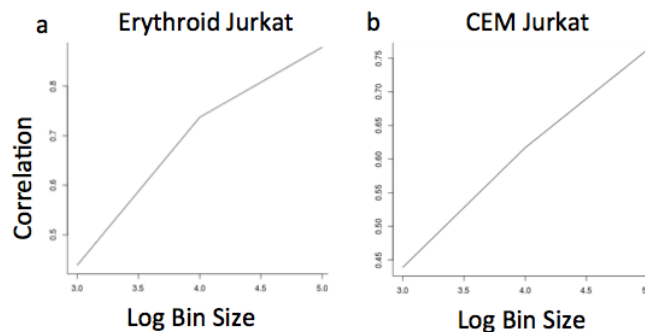 a Erythroid Jurkat
Correlation
0.8
0.7
0.6
0.5
3.0 3.5 4.0 4.5 5.0
Log Bin Size
b CEM Jurkat
0.75
0.70
0.65
0.60
0.55
0.50
0.45
3.0 3.5 4.0 4.5 5.0
Log Bin Size